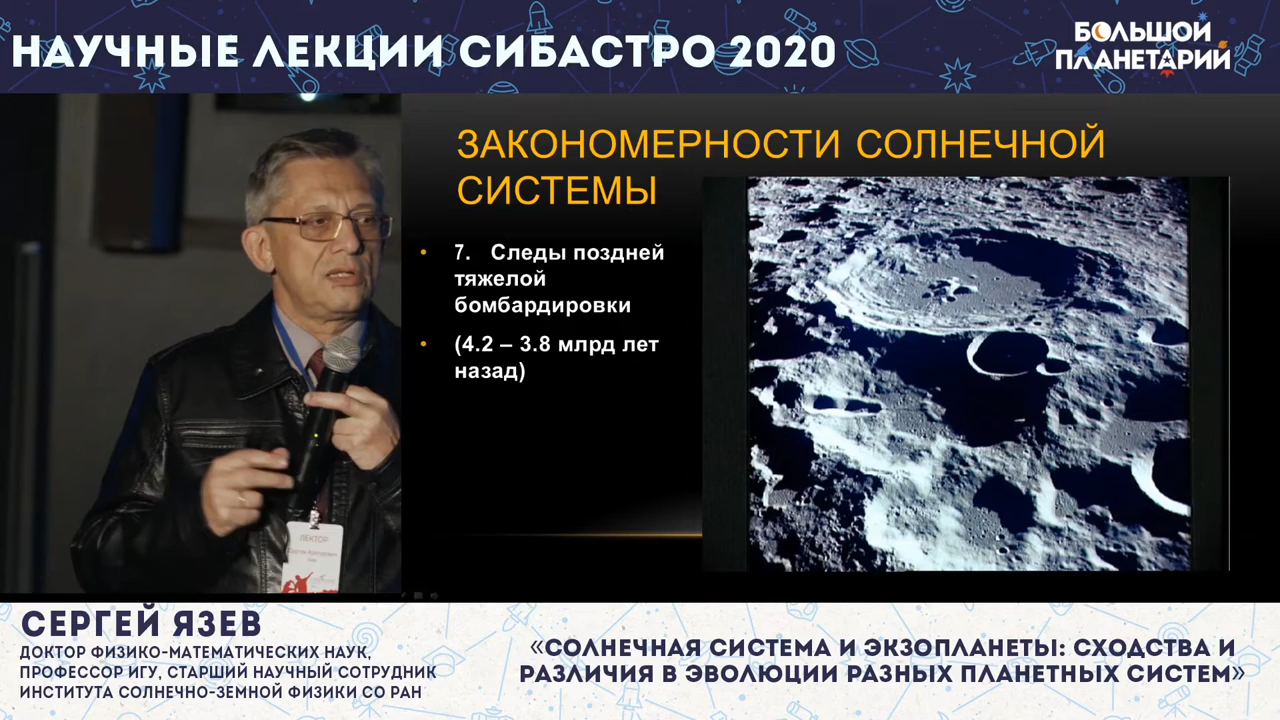 НАУЧНЫЕ ЛЕКЦИИ СИБАСТРО 2020
БОЛЬШОЙ
ПЛАНЕТАРИЙ
ЗАКОНОМЕРНОСТИ СОЛНЕЧНОЙ
СИСТЕМЫ
• 7. Следы поздней
тяжелой
бомбардировки
• (4.2 – 3.8 млрд лет
назад)
ЛЕКТОР
СЕРГЕЙ ЯЗЕВ
ДОКТОР ФИЗИКО-МАТЕМАТИЧЕСКИХ НАУК,
ПРОФЕССОР ИГУ, СТАРШИЙ НАУЧНЫЙ СОТРУДНИК
ИНСТИТУТА СОЛНЕЧНО-ЗЕМНОЙ ФИЗИКИ СО РАН
«СОЛНЕЧНАЯ СИСТЕМА И ЭКЗОПЛАНЕТЫ: СХОДСТВА И
РАЗЛИЧИЯ В ЭВОЛЮЦИИ РАЗНЫХ ПЛАНЕТНЫХ СИСТЕМ»